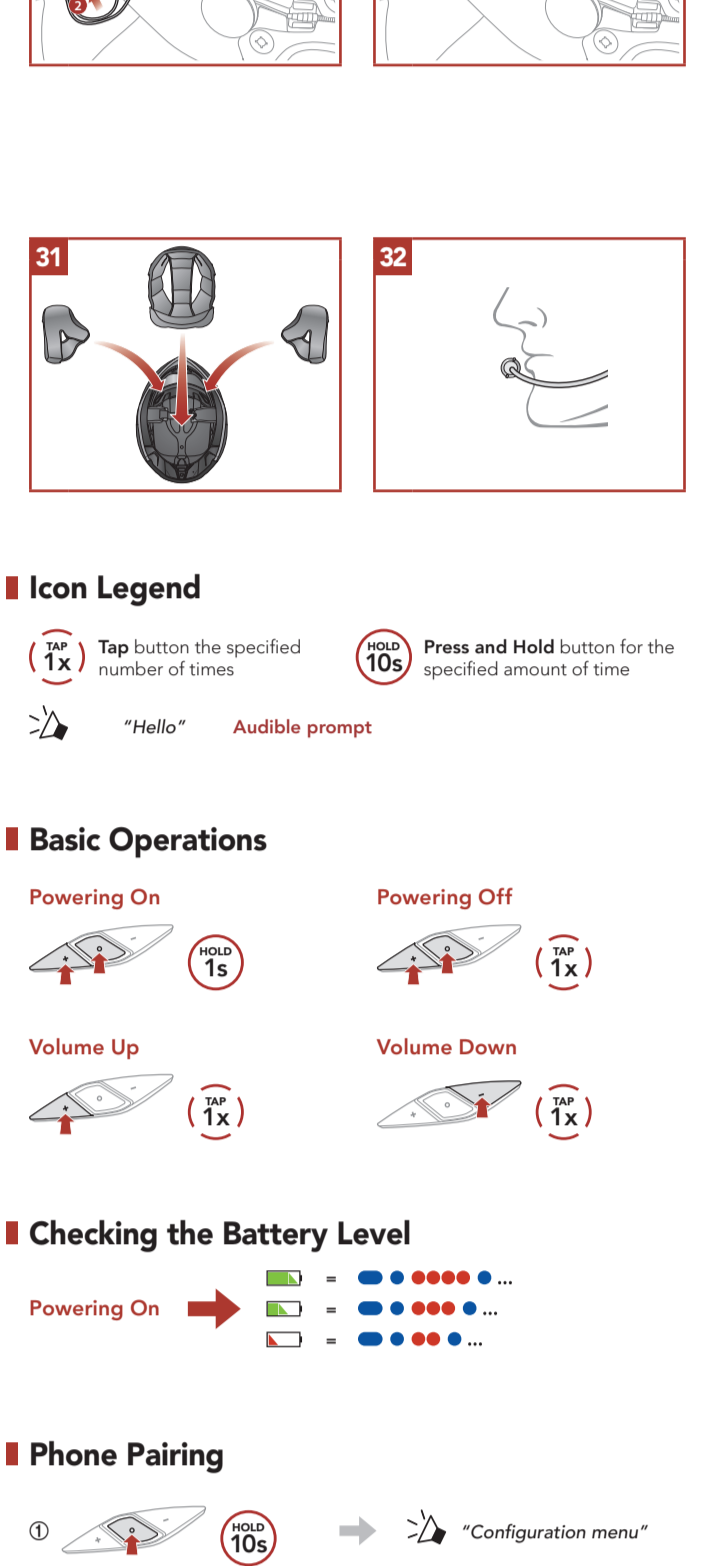 2
31
32
Icon Legend
TAP
1x
Tap button the specified
number of times
HOLD
10s
Press and Hold button for the
specified amount of time
"Hello"
Audible prompt
Basic Operations
Powering On
Powering Off
+ −
HOLD
1s
+ −
TAP
1x
Volume Up
Volume Down
+ −
TAP
1x
+ −
TAP
1x
Checking the Battery Level
Powering On
= ...
= ...
= ...
Phone Pairing
①
+ −
HOLD
10s
"Configuration menu"